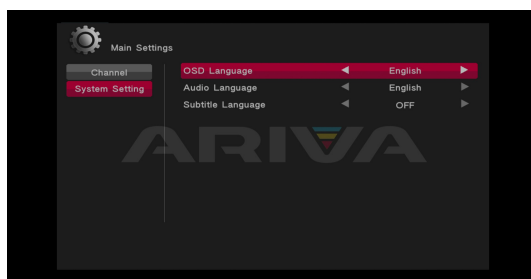 Main Settings
Channel
System Setting
OSD Language English
Audio Language English
Subtitle Language OFF
ARIVA